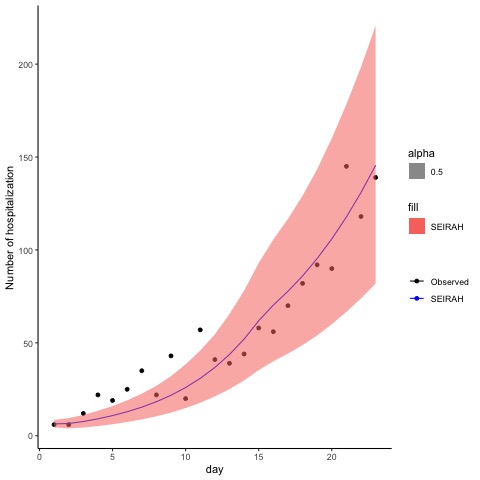 200
150
100
50
0
Number of hospitalization
0 5 10 15 20
day
alpha
0.5
fill
SEIRAH
Observed
SEIRAH